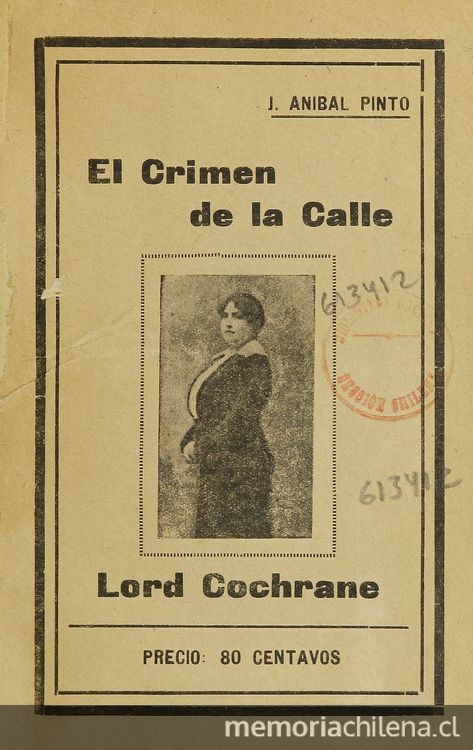 J. ANIBAL PINTO
El Crimen
de la Calle
613412
613412
Lord Cochrane
PRECIO: 80 CENTAVOS
memoriachilena.cl